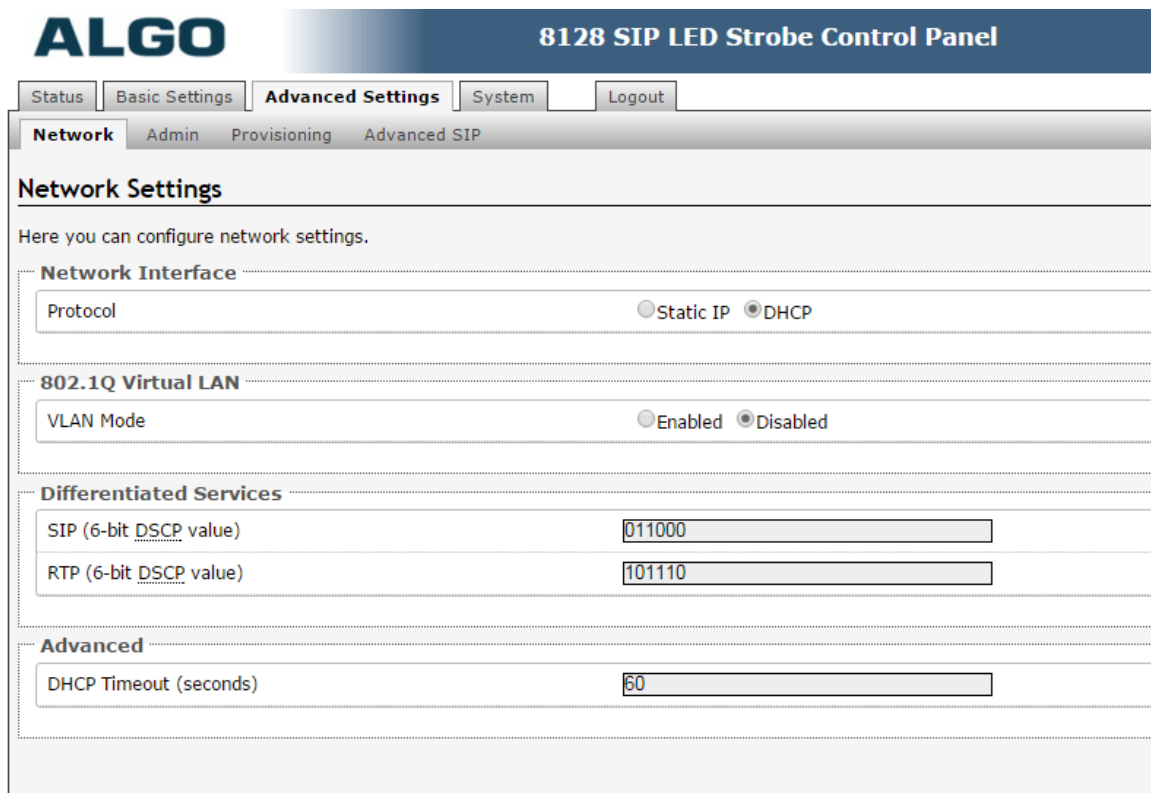 ALGO
8128 SIP LED Strobe Control Panel
Status Basic Settings Advanced Settings System Logout
Network Admin Provisioning Advanced SIP
Network Settings
Here you can configure network settings.
Network Interface
Protocol Static IP DHCP
802.1Q Virtual LAN
VLAN Mode Enabled Disabled
Differentiated Services
SIP (6-bit DSCP value) 011000
RTP (6-bit DSCP value) 101110
Advanced
DHCP Timeout (seconds) 60